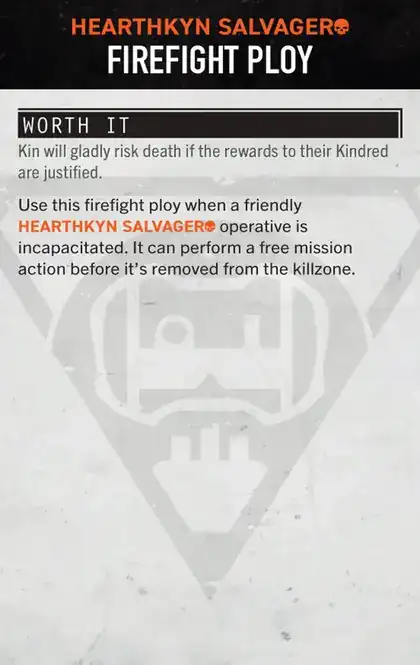 HEARTHKYN SALVAGER
FIREFIGHT PLOY
WORTH IT
Kin will gladly risk death if the rewards to their Kindred
are justified.
Use this firefight ploy when a friendly
HEARTHKYN SALVAGER operative is
incapacitated. It can perform a free mission
action before it’s removed from the killzone.